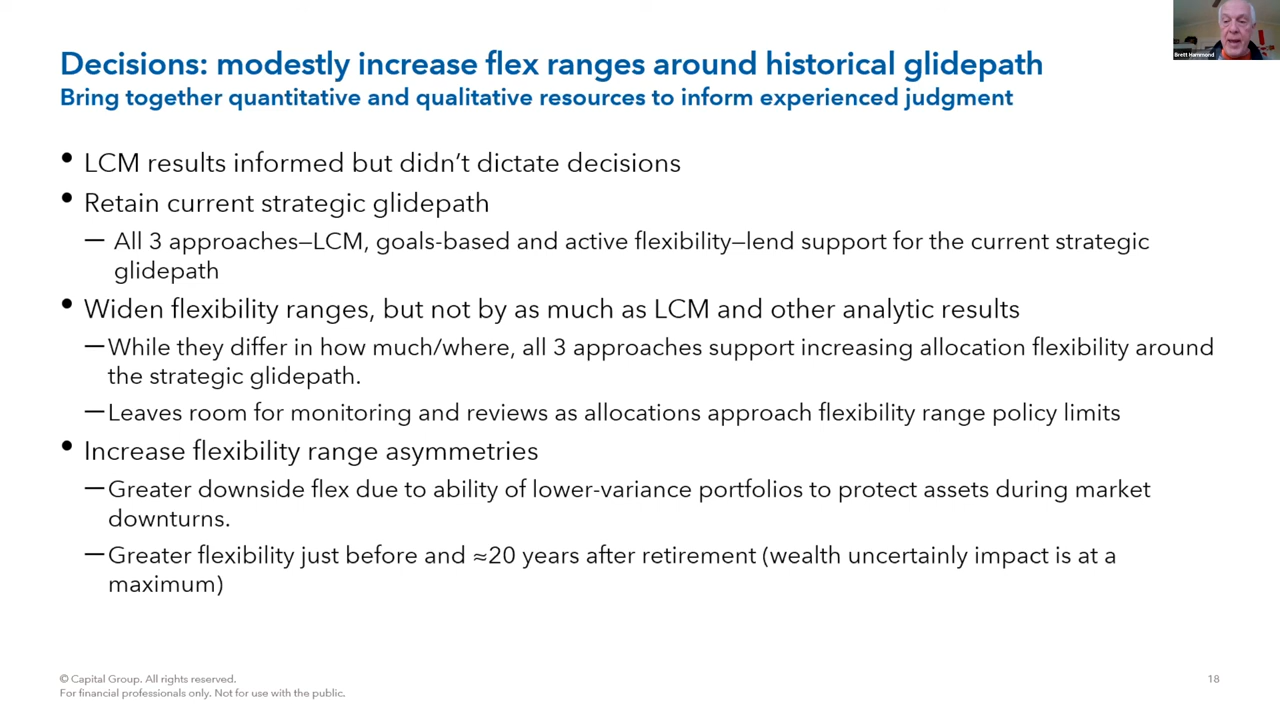 Decisions: modestly increase flex ranges around historical glidepath
Bring together quantitative and qualitative resources to inform experienced judgment
• LCM results informed but didn’t dictate decisions
• Retain current strategic glidepath
— All 3 approaches—LCM, goals-based and active flexibility—lend support for the current strategic
glidepath
• Widen flexibility ranges, but not by as much as LCM and other analytic results
—While they differ in how much/where, all 3 approaches support increasing allocation flexibility around
the strategic glidepath.
—Leaves room for monitoring and reviews as allocations approach flexibility range policy limits
• Increase flexibility range asymmetries
—Greater downside flex due to ability of lower-variance portfolios to protect assets during market
downturns.
—Greater flexibility just before and ≈20 years after retirement (wealth uncertainly impact is at a
maximum)
© Capital Group. All rights reserved.
For financial professionals only. Not for use with the public.
18
Brett Hammond